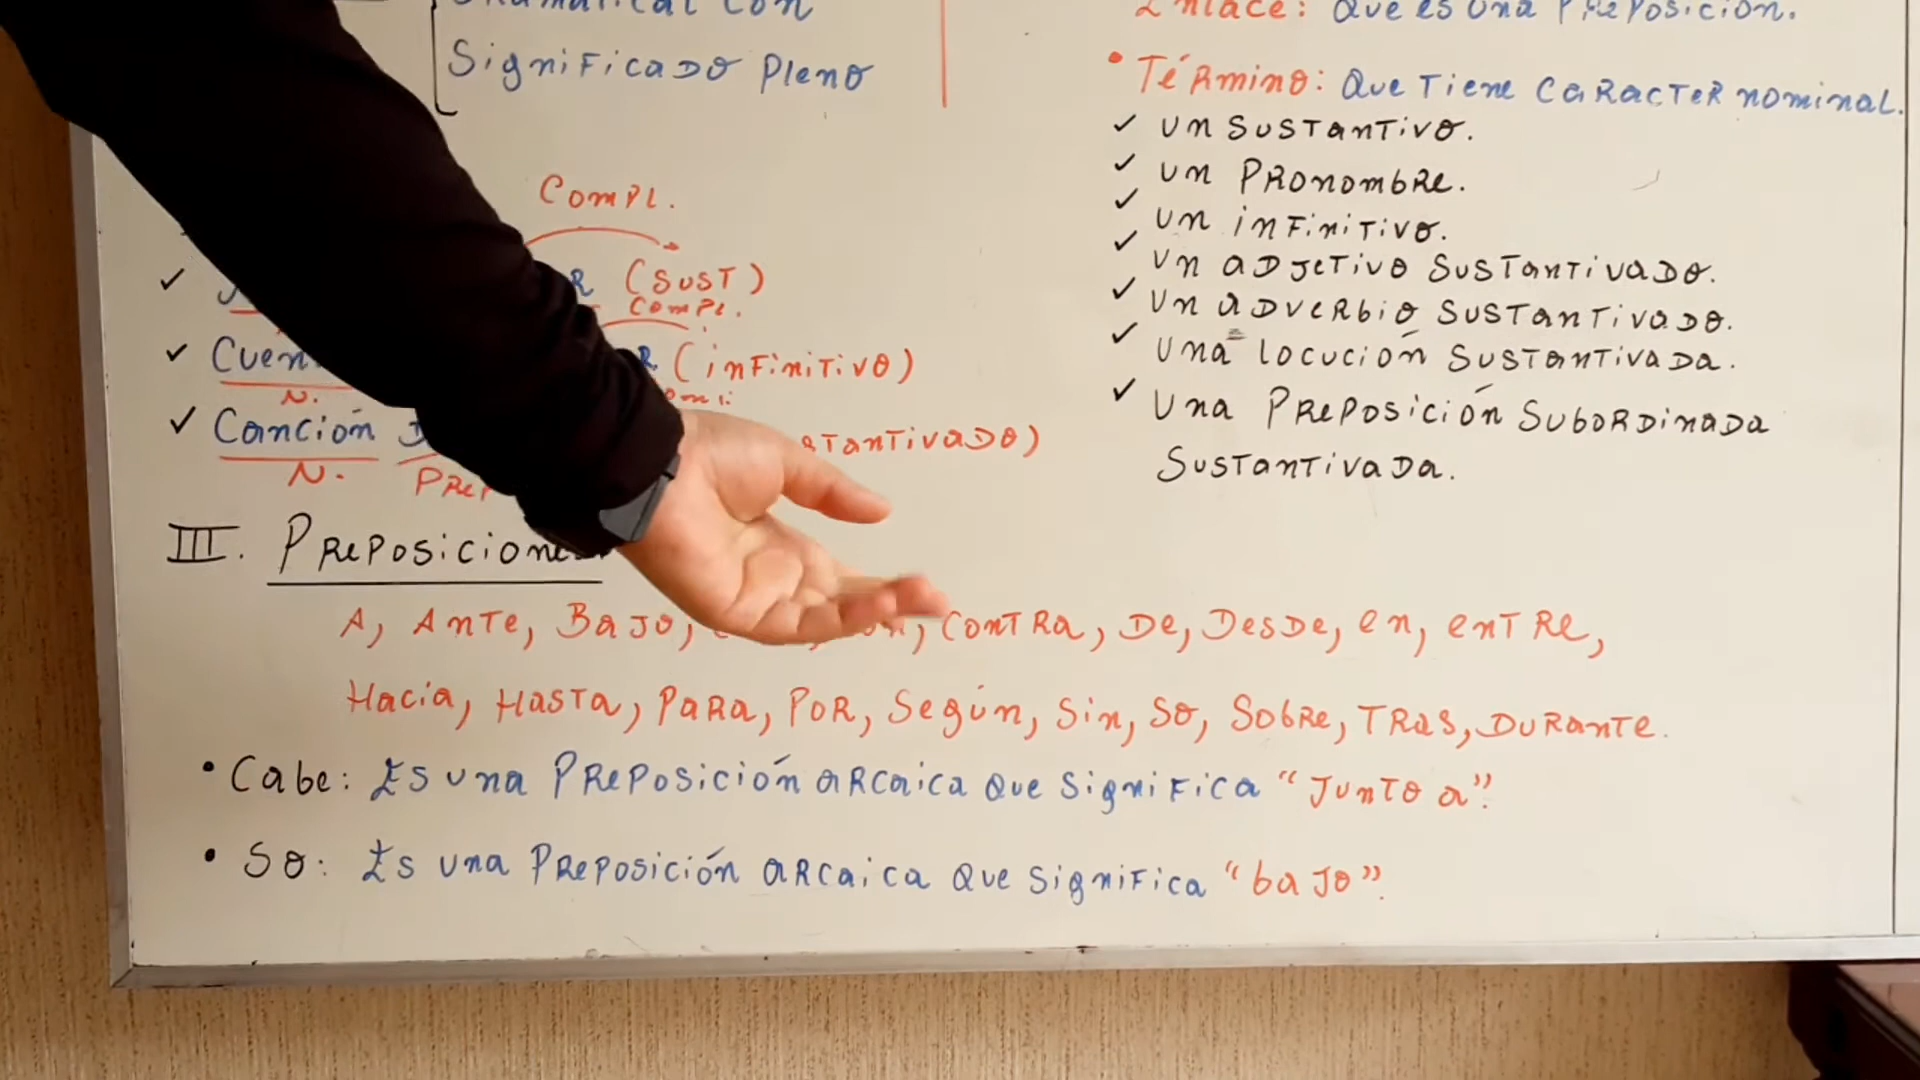 Gramatical con
Significado Pleno
Enlace: Que es una Preposición.
• Término: Que Tiene Caracter nominal.
✓ un Sustantivo.
✓ un Pronombre.
✓ un infinitivo.
✓ un adjetivo Sustantivado.
✓ un adverbio Sustantivado.
✓ una locución Sustantivada.
✓ una Preposición Subordinada
Sustantivada.
Compl.
✓ (Sust)
Compl.
✓ (infinitivo)
N.
✓ Canción
N.
III. Preposiciones
A, Ante, Bajo, Contra, De, Desde, en, entre,
Hacia, Hasta, Para, Por, Según, Sin, So, Sobre, Tras, Durante.
• Cabe: Es una Preposición arcaica que Significa "Junto a".
• So: Es una Preposición arcaica que Significa "bajo".